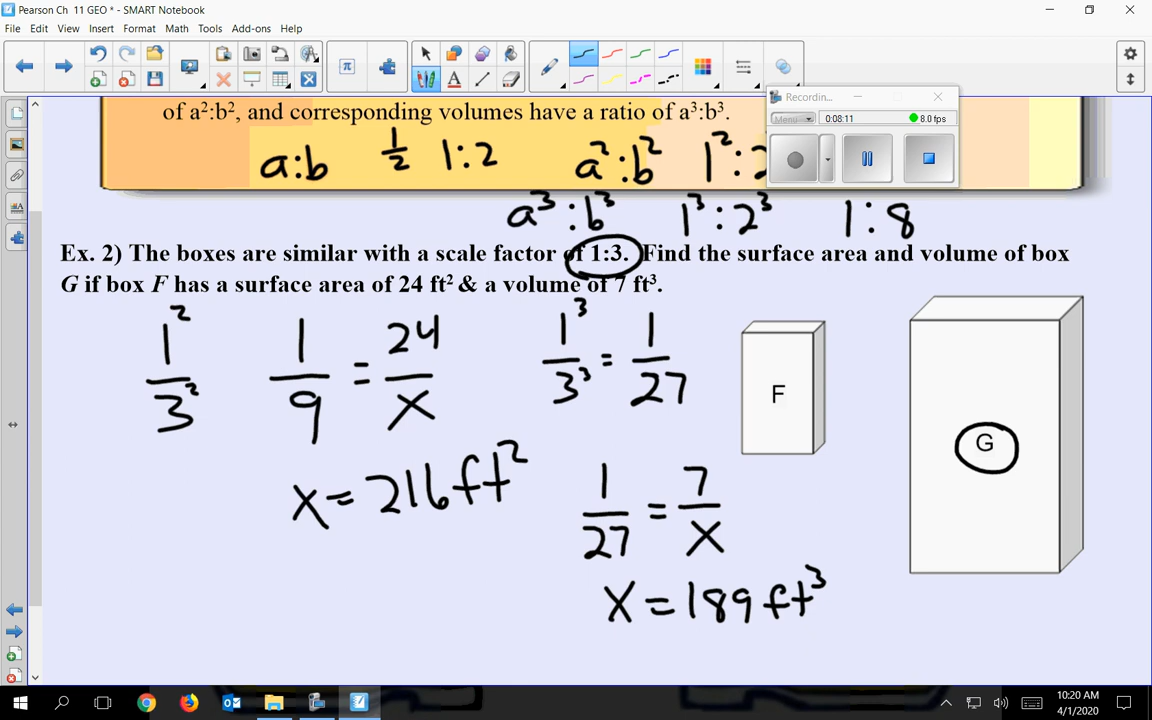 Pearson Ch 11 GEO * - SMART Notebook
File Edit View Insert Format Math Tools Add-ons Help
Recordin...
Menu 0:08:11 8.0 fps
of a²:b², and corresponding volumes have a ratio of a³:b³.
a:b 1/2 1:2 a²:b² 1²:2
a³:b³ 1³:2³ 1:8
Ex. 2) The boxes are similar with a scale factor of 1:3. Find the surface area and volume of box
G if box F has a surface area of 24 ft² & a volume of 7 ft³.
1²/3² 1/9 = 24/x 1³/3³ = 1/27
F
G
x = 216 ft²
1/27 = 7/x
x = 189 ft³
10:20 AM
4/1/2020